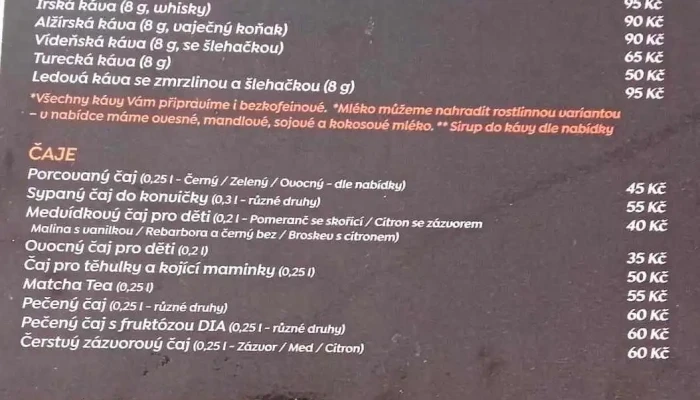 Irská káva (8 g, whisky) 95 Kč
Alžírská káva (8 g, vaječný koňak) 90 Kč
Vídeňská káva (8 g, se šlehačkou) 90 Kč
Turecká káva (8 g) 65 Kč
Ledová káva se zmrzlinou a šlehačkou (8 g) 50 Kč
95 Kč
*Všechny kávy Vám připravíme i bezkofeinové. *Mléko můžeme nahradit rostlinnou variantou
– v nabídce máme ovesné, mandlové, sojové a kokosové mléko. ** Sirup do kávy dle nabídky
ČAJE
Porcovaný čaj (0,25 l – Černý / Zelený / Ovocný – dle nabídky) 45 Kč
Sypaný čaj do konvičky (0,3 l – různé druhy) 55 Kč
Medvídkový čaj pro děti (0,2 l – Pomeranč se skořicí / Citron se zázvorem 40 Kč
Malina s vanilkou / Rebarbora a černý bez / Broskev s citronem)
Ovocný čaj pro děti (0,2 l) 35 Kč
Čaj pro těhulky a kojící maminky (0,25 l) 50 Kč
Matcha Tea (0,25 l) 55 Kč
Pečený čaj (0,25 l – různé druhy) 60 Kč
Pečený čaj s fruktózou DIA (0,25 l – různé druhy) 60 Kč
Čerstvý zázvorový čaj (0,25 l – Zázvor / Med / Citron) 60 Kč